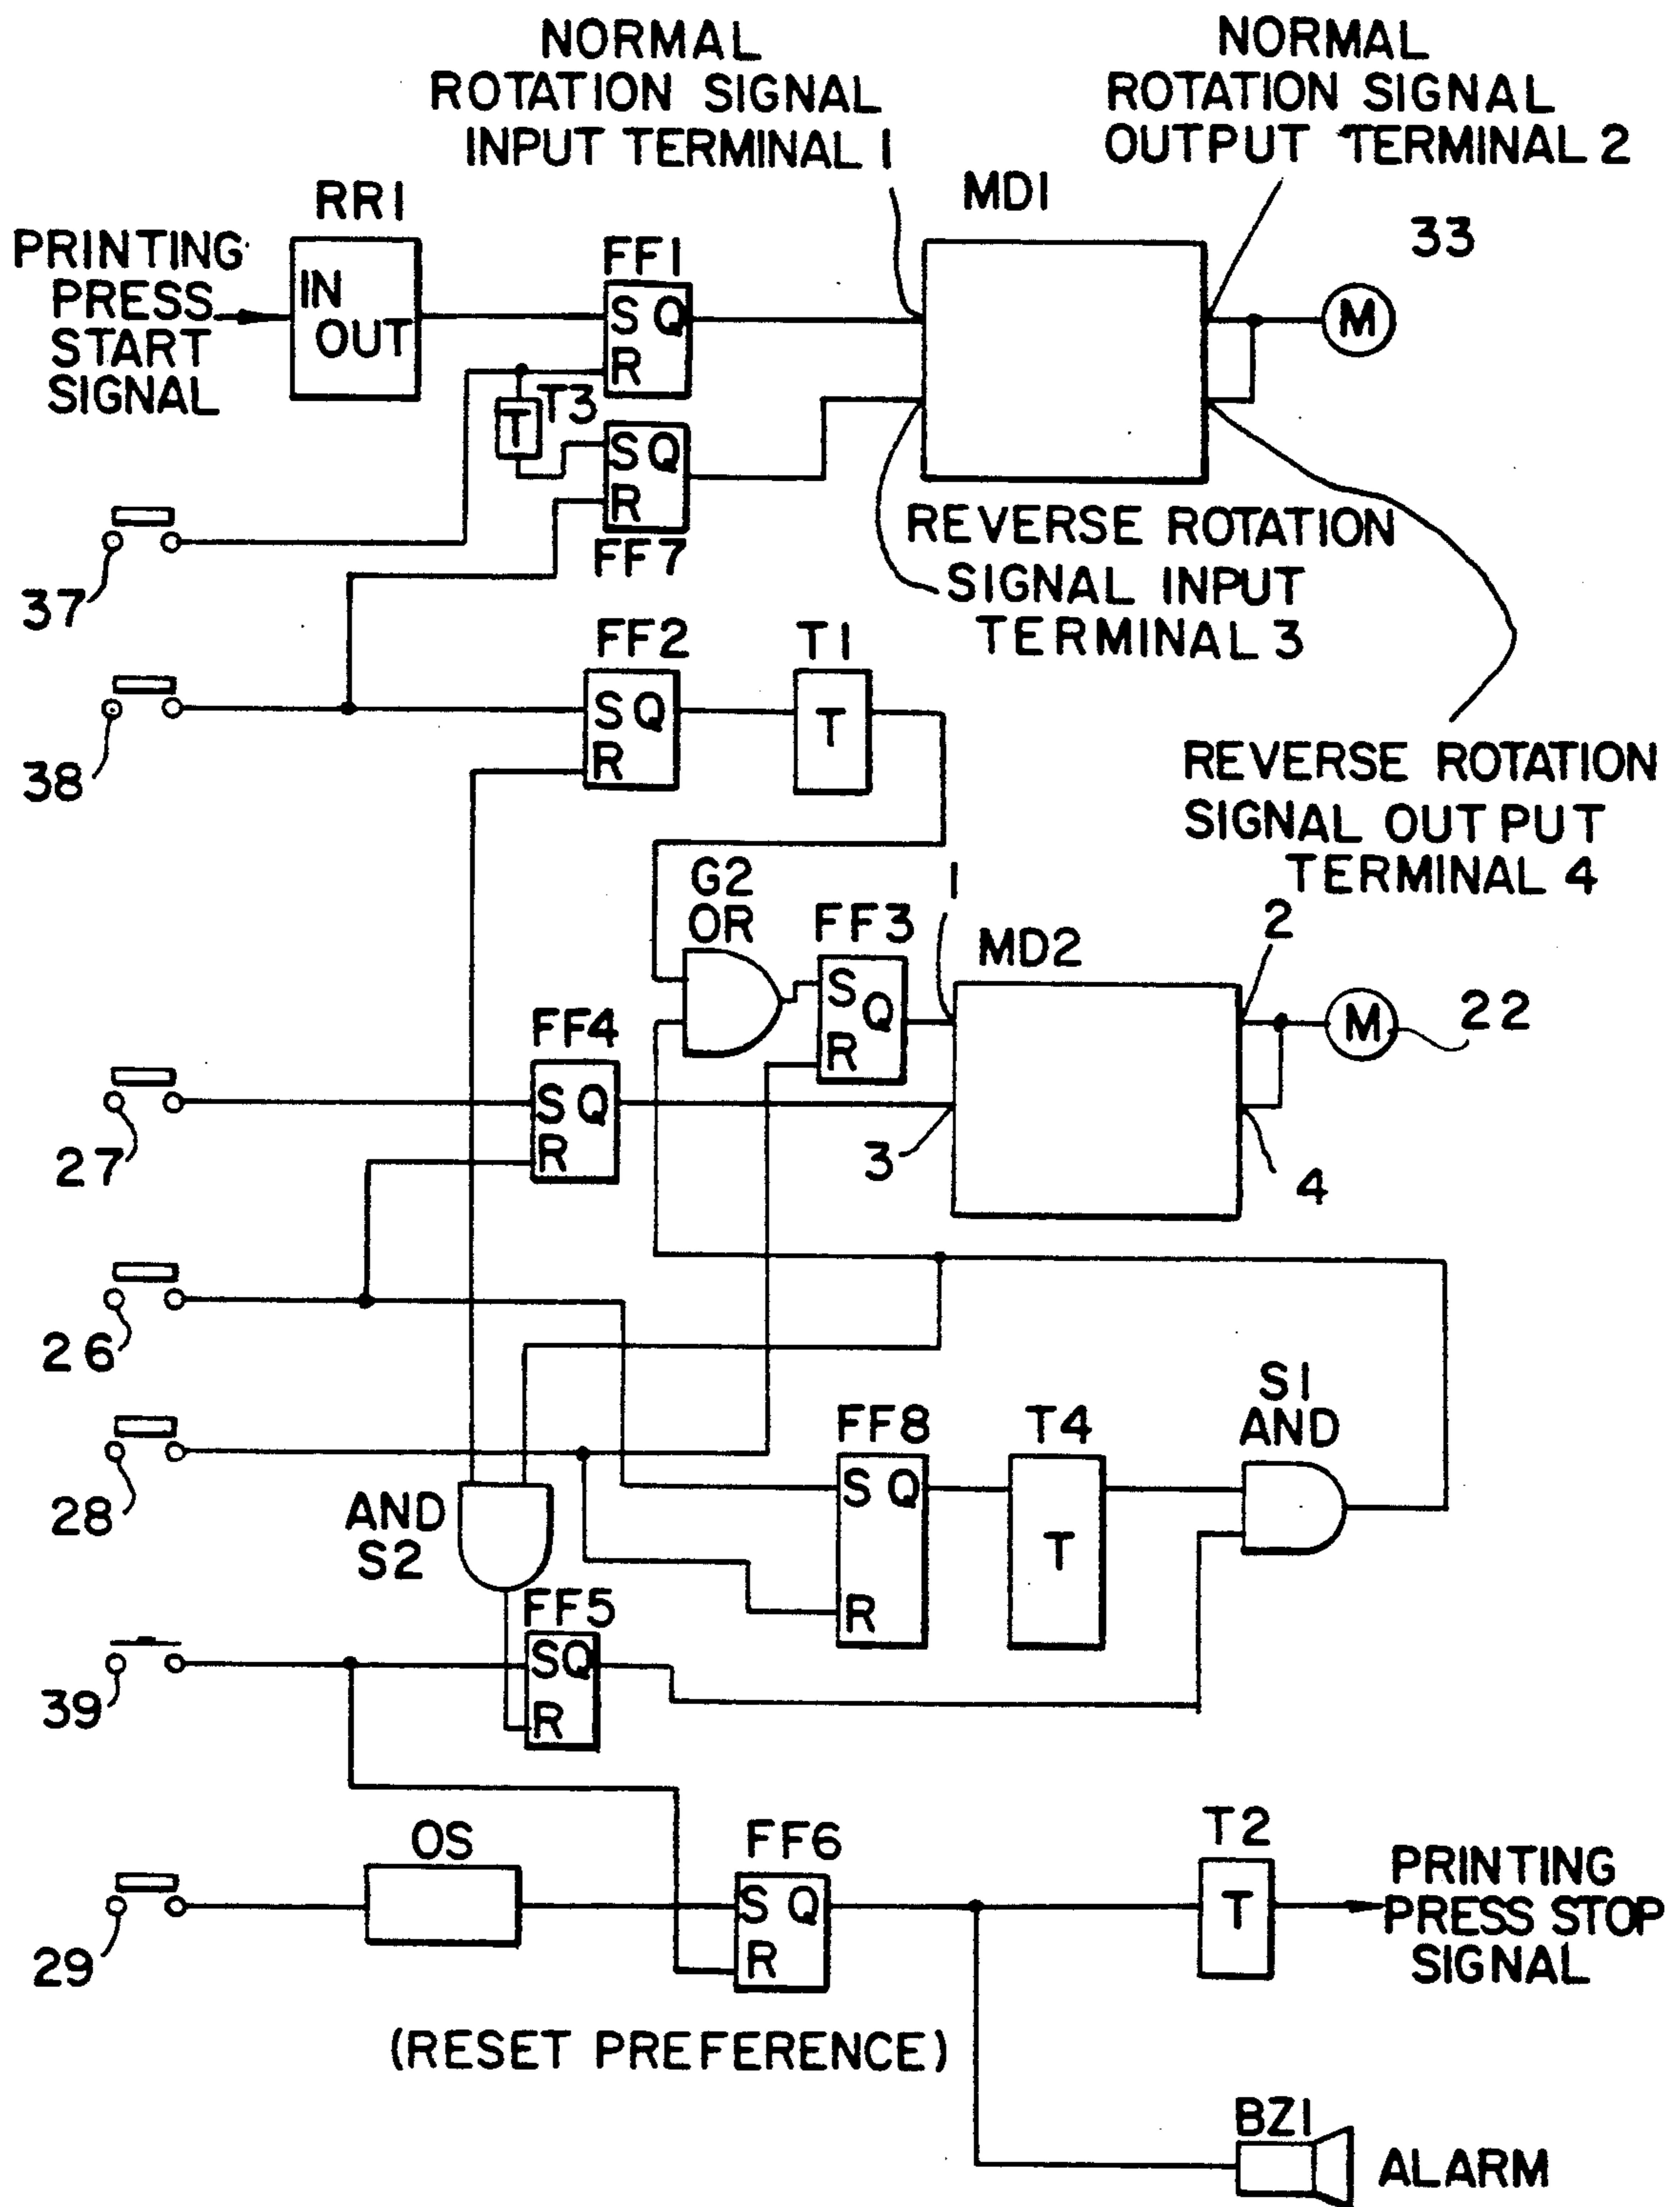 NORMAL
ROTATION SIGNAL
INPUT TERMINAL 1
NORMAL
ROTATION SIGNAL
OUTPUT TERMINAL 2
RR1
MD1
33
PRINTING
PRESS
START
SIGNAL
IN
OUT
FF1
S Q
R
M
T
T3
S Q
R
FF7
37
REVERSE ROTATION
SIGNAL INPUT
TERMINAL 3
FF2
T1
S Q
R
T
38
REVERSE ROTATION
SIGNAL OUTPUT
TERMINAL 4
G2
OR
FF3
1
MD2
2
S
Q
R
M
22
FF4
S Q
R
27
3
4
26
FF8
T4
S1
AND
S Q
R
T
28
AND
S2
FF5
S Q
R
39
OS
FF6
T2
S Q
R
T
PRINTING
PRESS STOP
SIGNAL
29
(RESET PREFERENCE)
BZ1
ALARM